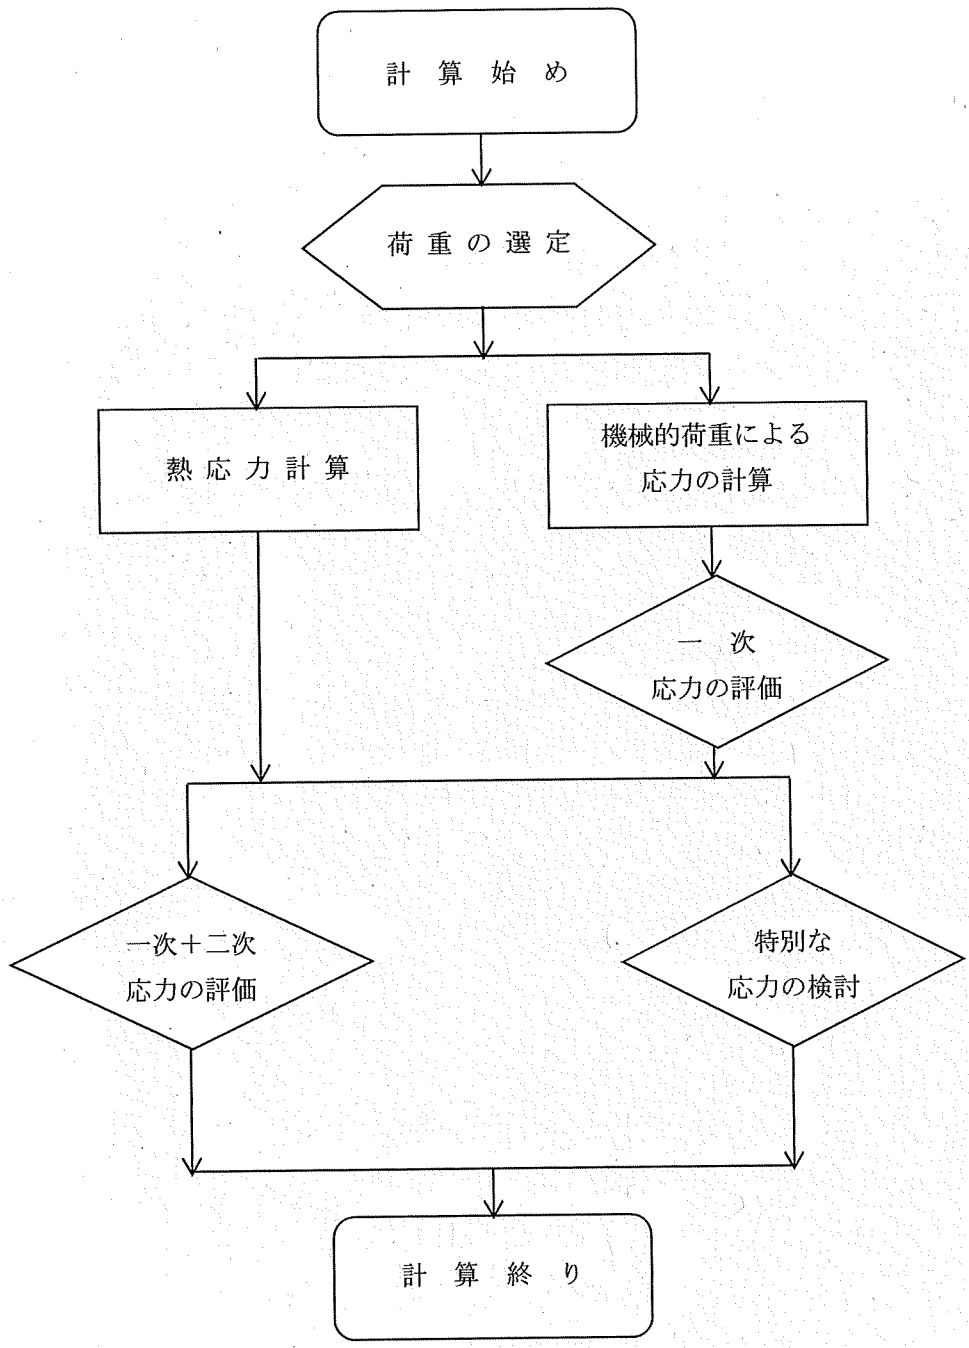 計算始め
荷重の選定
熱応力計算
機械的荷重による
応力の計算
一次
応力の評価
一次＋二次
応力の評価
特別な
応力の検討
計算終り